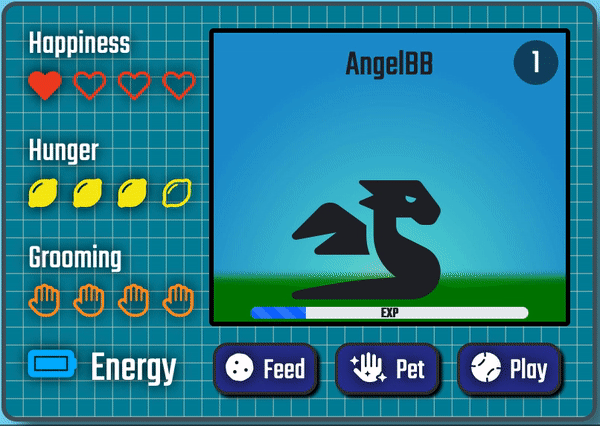 Happiness
AngelBB
1
Hunger
Grooming
EXP
Energy
Feed
Pet
Play